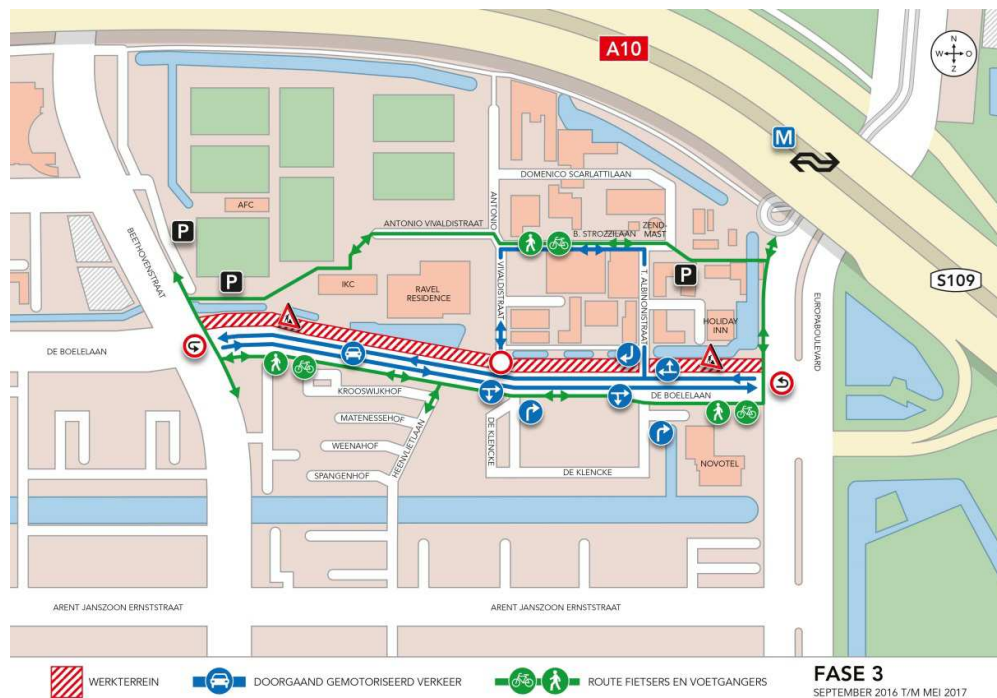 A10
N
W O
Z
M
DOMENICO SCARLATTILAAN
AFC
ANTONIO
ANTONIO VIVALDISTRAAT
B. STROZZILAAN
ZEND-
MAST
P
BEETHOVENSTRAAT
P
IKC
RAVEL
RESIDENCE
VIVALDISTRAAT
T. ALBINONISTRAAT
P
S109
HOLIDAY
INN
EUROPABOULEVARD
DE BOELELAAN
KROOSWIJKHOF
DE BOELELAAN
MATENESSEHOF
HEENVLIETLAAN
DE KLENCKE
WEENAHOF
SPANGENHOF
DE KLENCKE
NOVOTEL
ARENT JANSZOON ERNSTSTRAAT
ARENT JANSZOON ERNSTSTRAAT
WERKTERREIN
DOORGAAND GEMOTORISEERD VERKEER
ROUTE FIETSERS EN VOETGANGERS
FASE 3
SEPTEMBER 2016 T/M MEI 2017